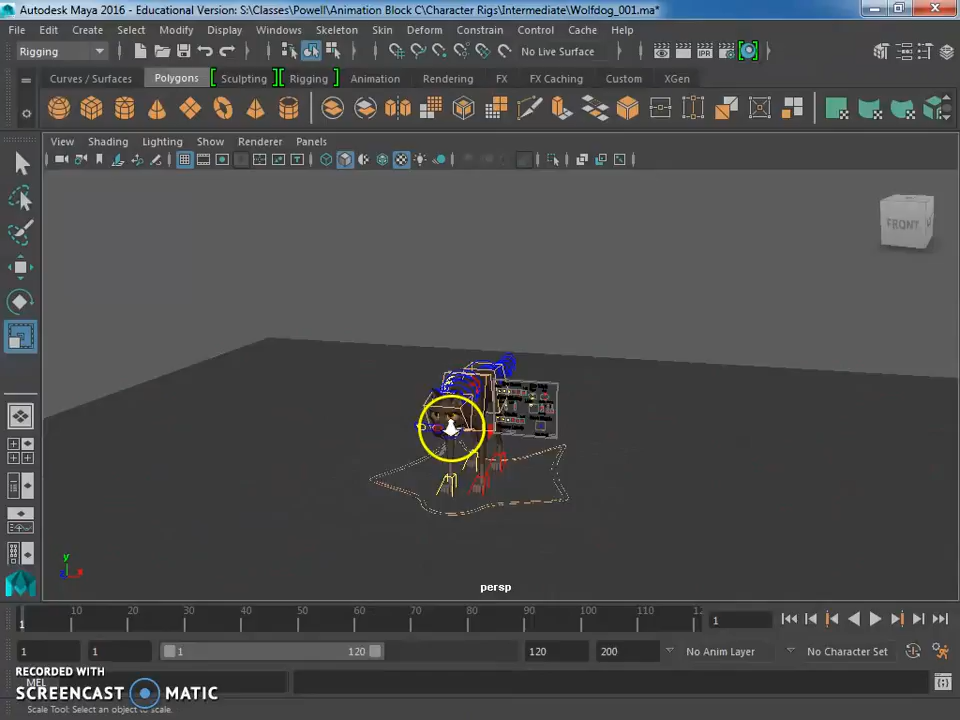 Autodesk Maya 2016 - Educational Version: S:\Classes\Powell\Animation Block C\Character Rigs\Intermediate\Wolfdog_001.ma*
File Edit Create Select Modify Display Windows Skeleton Skin Deform Constrain Control Cache Help
Rigging No Live Surface
Curves / Surfaces Polygons Sculpting Rigging Animation Rendering FX FX Caching Custom XGen
View Shading Lighting Show Renderer Panels
FRONT
persp
y
x
z
10 20 30 40 50 60 70 80 90 100 110 12
1 1
1 1 1 120 120 200 No Anim Layer No Character Set
RECORDED WITH
MEL
SCREENCAST MATIC
Scale Tool: Select an object to scale.